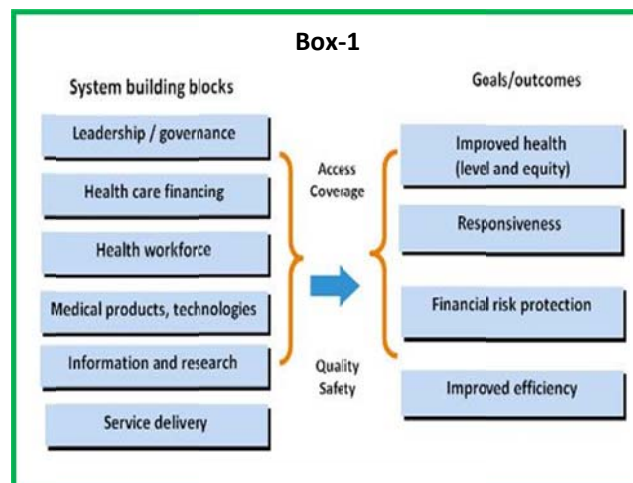 Box-1
System building blocks
Leadership / governance
Health care financing
Health workforce
Medical products, technologies
Information and research
Service delivery
Access
Coverage
Quality
Safety
Goals/outcomes
Improved health
(level and equity)
Responsiveness
Financial risk protection
Improved efficiency